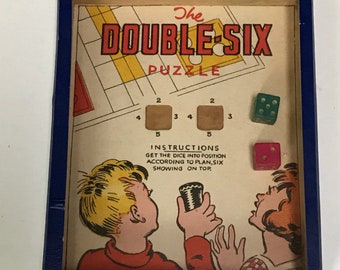 The
DOUBLE-SIX
PUZZLE
2 2
4 3 4 3
5 5
INSTRUCTIONS
GET THE DICE INTO POSITION
ACCORDING TO PLAN, SIX
SHOWING ON TOP.